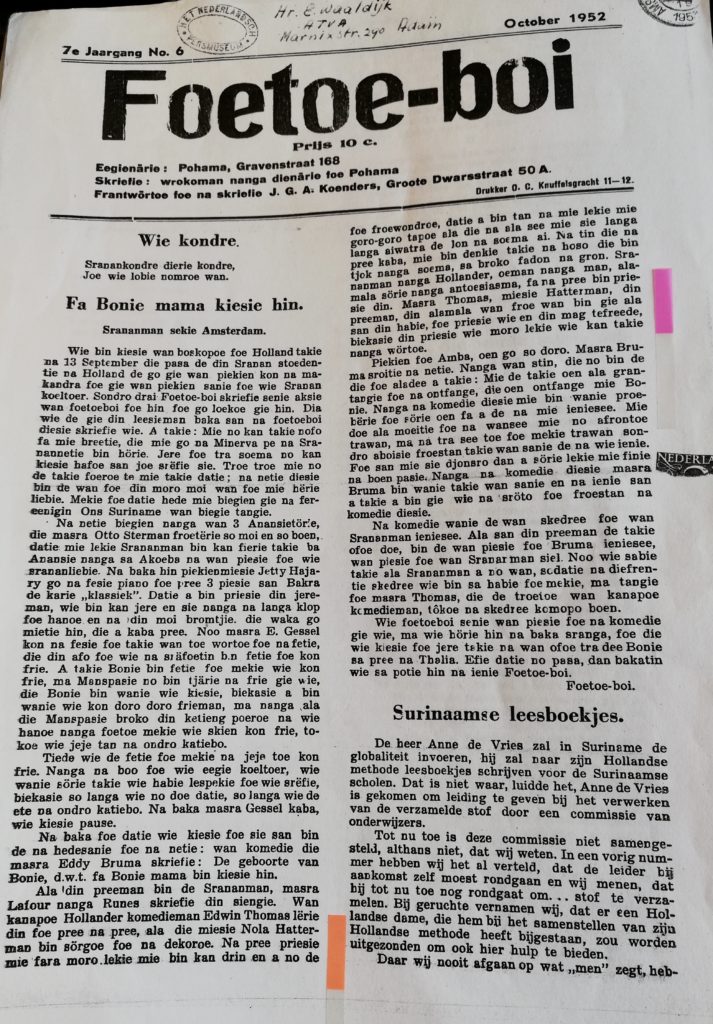 HET NEDERLANDSCH
PERSMUSEUM
Hr. E. Waaldijk
ATVA
Marnixstr. 290 Adam
7e Jaargang No. 6
October 1952
Foetoe-boi
Prijs 10 c.
Eegienârie: Pohama, Gravenstraat 168
Skriefie: wrokoman nanga dienârie foe Pohama
Frantwôrtoe foe na skriefie J. G. A. Koenders, Groote Dwarsstraat 50 A.
Drukker O. C. Knuffelsgracht 11-12.
Wie kondre.
Sranankondre dierie kondre,
Joe wie lobie nomroe wan.
Fa Bonie mama kiesie hin.
Srananman sekie Amsterdam.
Wie bin kiesie wan boskopoe foe Holland takie
na 13 September die pasa de din Sranan stoeden-
tie na Holland de go gie wan piekien kon na ma-
kandra foe gie wan piekien sanie foe wie Sranan
koeltoer. Sondro drai Foetoe-boi skriefie senie aksie
wan foetoeboi foe hin foe go loekoe gie hin. Dia
wie de gie din leesieman baka san na foetoeboi
diesie skriefie wie. A takie: Mie no kan takie nofo
fa mie breetie, die mie go na Minerva pe na Sra-
nannetie bin hörie. Jere foe tra soema no kan
kiesie hafoe san joe srêfie sie. Troe troe mie no
de takie foeroe te mie takie datie; na netie diesie
bin de wan foe din moro moi wan foe mie hêrie
liebie. Mekie foe datie hede mie biegien gie na fer-
eenigin Ons Suriname wan biegie tangie.
Na netie biegien nanga wan 3 Anansietôrie,
die masra Otto Sterman froetêrie so moi en so boen,
datie mie lekie Srananman bin kan fierie takie ba
Anansie nanga sa Akoeba na wan piesie foe wie
srananliebie. Na baka hin piekienmiesie Jetty Haja-
ry go na fesie piano foe pree 3 piesie san Bakra
de karie „klassiek". Datie a bin priesie din jere-
man, wie bin kan jere en sie nanga na langa klop
foe hanoe en na din moi bromtjie. die waka go
mietie hin, die a kaba pree. Noo masra E. Gessel
kon na fesie foe takie wan toe wortoe foe na fetie,
die din afo foe wie na srâfoetin bin fetie foe kon
frie. A takie Bonie bin fetie foe mekie wie kon
frie, ma Manspasie no bin tjârie na frie gie wie,
die Bonie bin wanie wie kiesie, biekasie a bin
wanie wie kon doro doro frieman, ma nanga ala
die Manspasie broko din keting poeroe na wie
hanoe nanga foetoe mekie wie skien kon frie, to-
koe wie jeje tan na ondro katiebo.
Tiede wie de fetie foe mekie na jeje toe kon
frie. Nanga na boo foe wie eegie koeltoer, wie
wanie sôrie takie wie habie lespekie foe wie srêfie,
biekasie so langa wie no doe datie, so langa wie de
ete na ondro katiebo. Na baka masra Gessel kaba,
wie kiesie pause.
Na baka foe datie wie kiesie foe sie san bin
de na hedesanie foe na netie: wan komedie die
masra Eddy Bruma skriefie: De geboorte van
Bonie, d.w.t. fa Bonie mama bin kiesie hin.
Ala din preeman bin de Srananman, masra
Lafour nanga Runes skriefie din siengie. Wan
kanapoe Hollander komedieman Edwin Thomas lêrie
din foe pree na pree, ala die miesie Nola Hatter-
man bin sôrgoe foe na dekoroe. Na pree priesie
mie fara moro lekie mie bin kan drin en a no de
foe froewondroe, datie a bin tan na mie lekie mie
goro-goro tapoe ala die na ala see mie sie langa
langa aiwatra de lon na soema ai. Na tin die na
pree kaba, mie bin denkie takie na hoso die bin
tjok nanga soema, sa broko fadon na gron. Sra-
nanman nanga Hollander, oeman nanga man, ala-
mala sôrie nanga antoesiasma, fa na pree bin prie-
sie din. Masra Thomas, miesie Hatterman, din
preeman, din alamala wan froe wan bin gie ala
san din habie, foe priesie wie en din mag tefreede,
biekasie din priesie wie moro lekie wie kan takie
nanga wôrtoe.
Piekien foe Amba, oen go so doro. Masra Bru-
ma sroitie na netie. Nanga wan stin, die no bin de
die foe aladee a takie: Mie de takie oen ala gran-
tangie foe na ontfange, die oen ontfange mie Bo-
nie. Nanga na komedie diesie mie bin wanie proe-
bêrie foe sôrie oen fa a de na mie ieniesee. Mie
doe ala moeitie foe na wansee mie no afrontoe
trawan, ma na tra see toe foe mekie trawan son-
dro aboisie froestan takie wan sanie de na wie ienie.
Foe san mie sie djonsro dan a sôrie lekie mie finie
na boen pasie. Nanga na komedie diesie masra
Bruma bin wanie takie wan sanie en na ienie san
a takie a bin gie wie na srôto foe froestan na
komedie diesie.
Na komedie wanie de wan skedree foe wan
Srananman ieniesee. Ala san din preeman de takie
ofoe doe, bin de wan piesie foe Bruma ieniesee,
wan piesie foe wan Srananman siel. Noo wie sabie
takie ala Srananman a no wan, so datie na diefren-
tie skedree wie bin sa habie foe mekie, ma tangie
foe masra Thomas, die de troetoe wan kanapoe
komedieman, tôkoe na skedree komopo boen.
Wie foetoeboi senie wan piesie foe na komedie
gie wie, ma wie hôrie hin na baka sranga, foe die
wie kiesie foe jere takie na wan ofoe tra dee Bonie
sa pree na Thalia. Efie datie no pasa, dan bakatin
wie sa potie hin na ienie Foetoe-boi.
Foetoe-boi.
Surinaamse leesboekjes.
De heer Anne de Vries zal in Suriname de
globaliteit invoeren, hij zal naar zijn Hollandse
methode leesboekjes schrijven voor de Surinaamse
scholen. Dat is niet waar, luidde het, Anne de Vries
is gekomen om leiding te geven bij het verwerken
van de verzamelde stof door een commissie van
onderwijzers.
Tot nu toe is deze commissie niet samenge-
steld, althans niet, dat wij weten. In een vorig num-
mer hebben wij het al verteld, dat de leider bij
aankomst zelf moest rondgaan en wij menen, dat
hij tot nu toe nog rondgaat om... stof te verza-
melen. Bij geruchte vernamen wij, dat er een Hol-
landse dame, die hem bij het samenstellen van zijn
Hollandse methode heeft bijgestaan, zou worden
uitgezonden om ook hier hulp te bieden.
Daar wij nooit afgaan op wat „men" zegt, heb-
NEDERLA